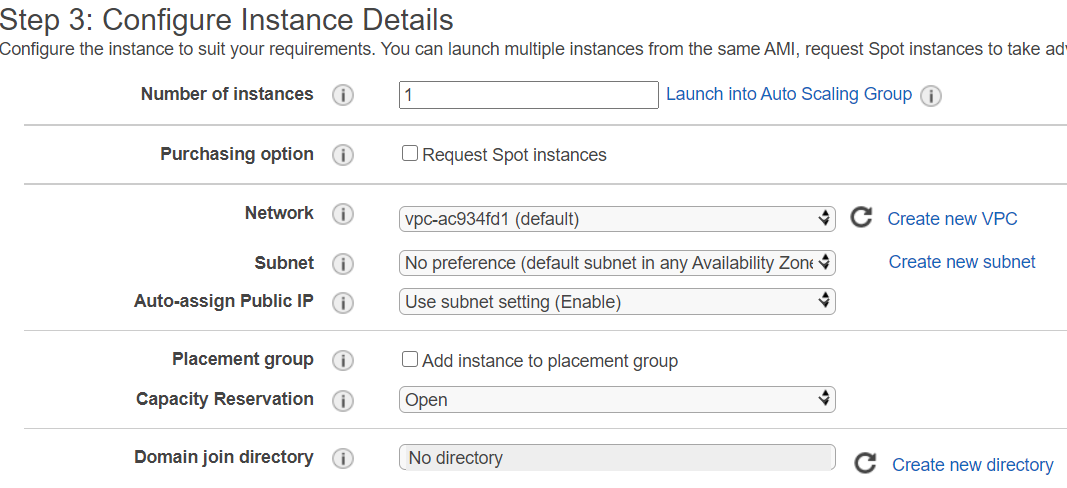 Step 3: Configure Instance Details
Configure the instance to suit your requirements. You can launch multiple instances from the same AMI, request Spot instances to take
Number of instances i 1 Launch into Auto Scaling Group i
Purchasing option i Request Spot instances
Network i vpc-ac934fd1 (default) Create new VPC
Subnet i No preference (default subnet in any Availability Zone Create new subnet
Auto-assign Public IP i Use subnet setting (Enable)
Placement group i Add instance to placement group
Capacity Reservation i Open
Domain join directory i No directory Create new directory